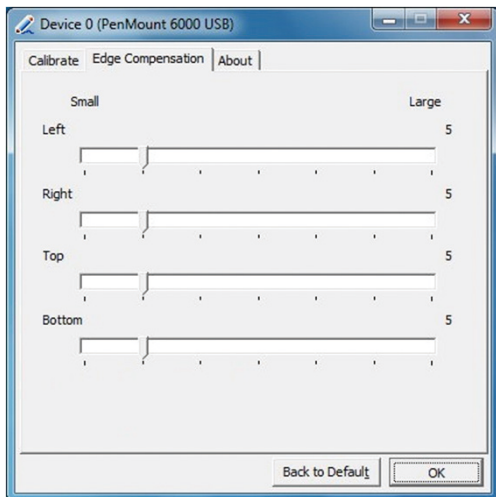 Device 0 (PenMount 6000 USB)
Calibrate Edge Compensation About
Small Large
Left 5
Right 5
Top 5
Bottom 5
Back to Default OK